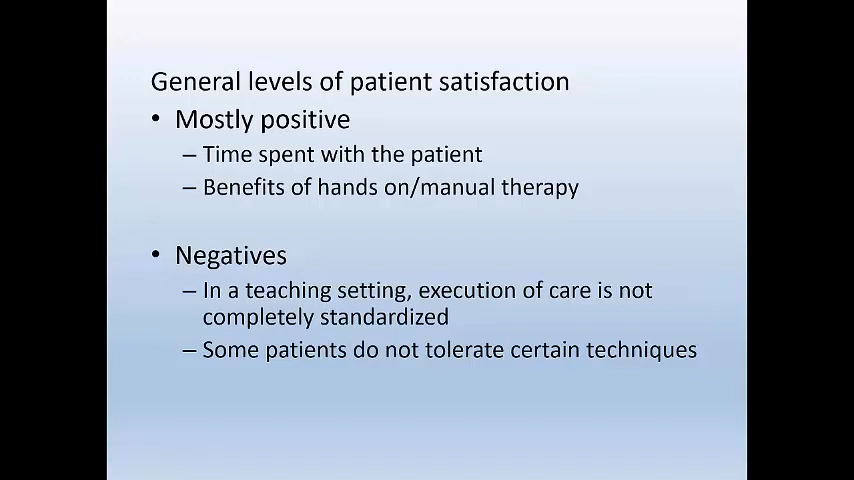 General levels of patient satisfaction
• Mostly positive
– Time spent with the patient
– Benefits of hands on/manual therapy
• Negatives
– In a teaching setting, execution of care is not
completely standardized
– Some patients do not tolerate certain techniques